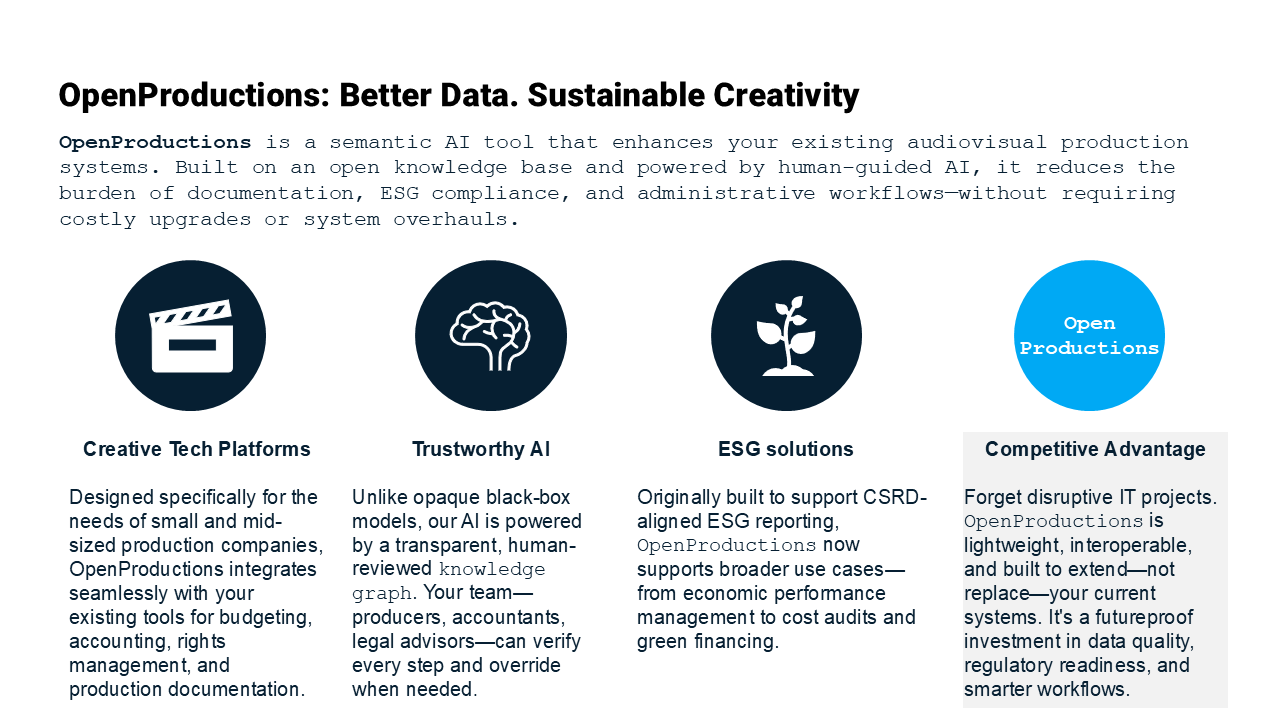 OpenProductions: Better Data. Sustainable Creativity
OpenProductions is a semantic AI tool that enhances your existing audiovisual production
systems. Built on an open knowledge base and powered by human-guided AI, it reduces the
burden of documentation, ESG compliance, and administrative workflows—without requiring
costly upgrades or system overhauls.
Open
Productions
Creative Tech Platforms
Designed specifically for the
needs of small and mid-
sized production companies,
OpenProductions integrates
seamlessly with your
existing tools for budgeting,
accounting, rights
management, and
production documentation.
Trustworthy AI
Unlike opaque black-box
models, our AI is powered
by a transparent, human-
reviewed knowledge
graph. Your team—
producers, accountants,
legal advisors—can verify
every step and override
when needed.
ESG solutions
Originally built to support CSRD-
aligned ESG reporting,
OpenProductions now
supports broader use cases—
from economic performance
management to cost audits and
green financing.
Competitive Advantage
Forget disruptive IT projects.
OpenProductions is
lightweight, interoperable,
and built to extend—not
replace—your current
systems. It's a futureproof
investment in data quality,
regulatory readiness, and
smarter workflows.